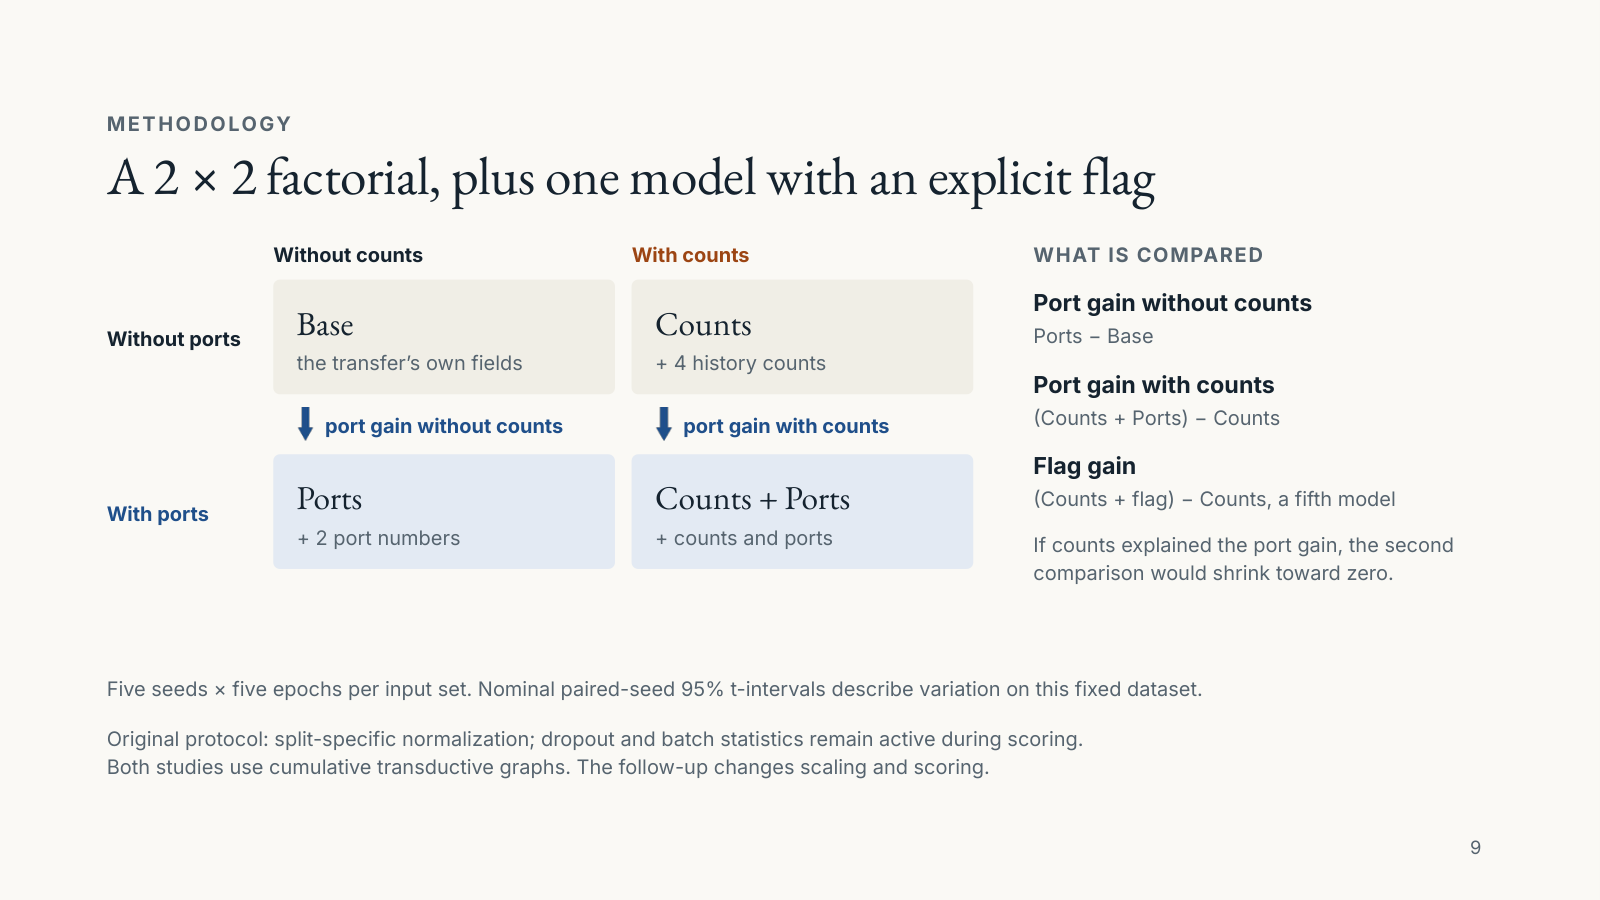 METHODOLOGY
A 2 × 2 factorial, plus one model with an explicit flag
Without counts
With counts
Without ports
Base
the transfer’s own fields
Counts
+ 4 history counts
port gain without counts
port gain with counts
With ports
Ports
+ 2 port numbers
Counts + Ports
+ counts and ports
WHAT IS COMPARED
Port gain without counts
Ports − Base
Port gain with counts
(Counts + Ports) − Counts
Flag gain
(Counts + flag) − Counts, a fifth model
If counts explained the port gain, the second
comparison would shrink toward zero.
Five seeds × five epochs per input set. Nominal paired-seed 95% t-intervals describe variation on this fixed dataset.
Original protocol: split-specific normalization; dropout and batch statistics remain active during scoring.
Both studies use cumulative transductive graphs. The follow-up changes scaling and scoring.
9